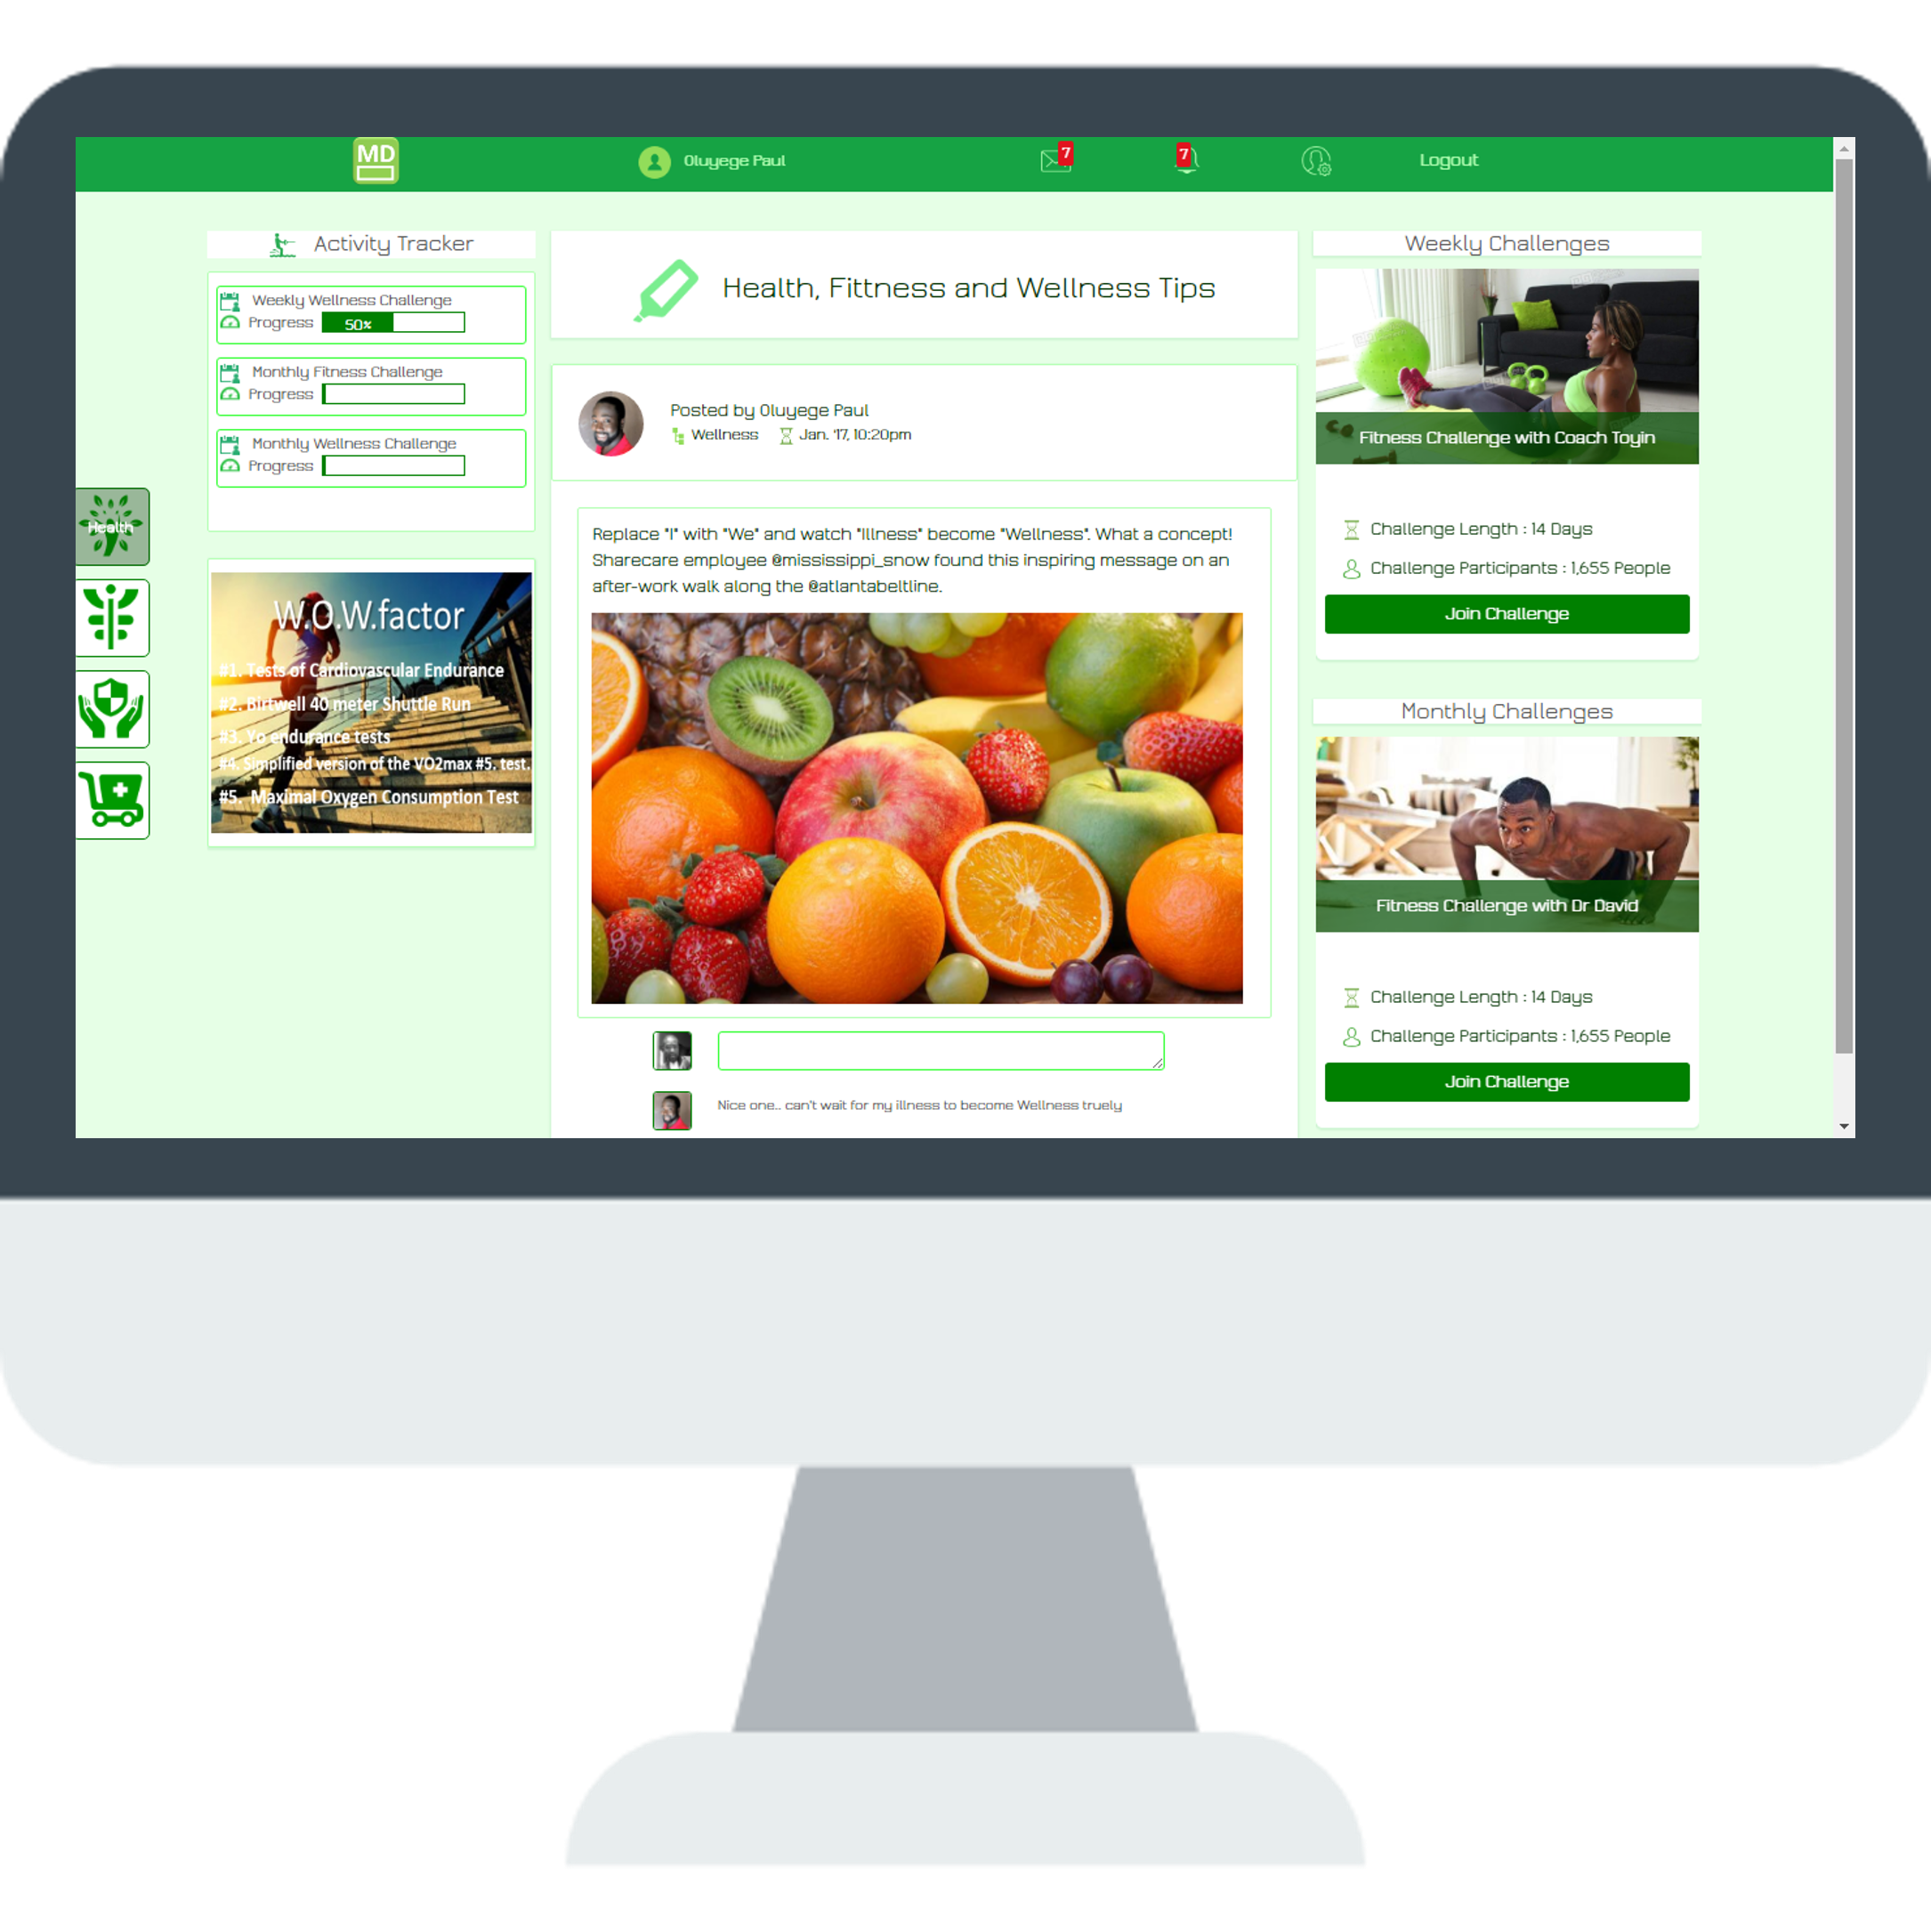 MD
Oluyege Paul
7
7
Logout
Activity Tracker
Weekly Wellness Challenge
Progress 50%
Monthly Fitness Challenge
Progress
Monthly Wellness Challenge
Progress
Health
W.O.W.factor
#1. Tests of Cardiovascular Endurance
#2. Birtwell 40 meter Shuttle Run
#3. Yo endurance tests
#4. Simplified version of the VO2max #5. test.
#5. Maximal Oxygen Consumption Test
Health, Fittness and Wellness Tips
Posted by Oluyege Paul
Wellness Jan. '17, 10:20pm
Replace "I" with "We" and watch "Illness" become "Wellness". What a concept!
Sharecare employee @mississippi_snow found this inspiring message on an
after-work walk along the @atlantabeltline.
Nice one.. can't wait for my illness to become Wellness truely
Weekly Challenges
Fitness Challenge with Coach Toyin
Challenge Length : 14 Days
Challenge Participants : 1,655 People
Join Challenge
Monthly Challenges
Fitness Challenge with Dr David
Challenge Length : 14 Days
Challenge Participants : 1,655 People
Join Challenge